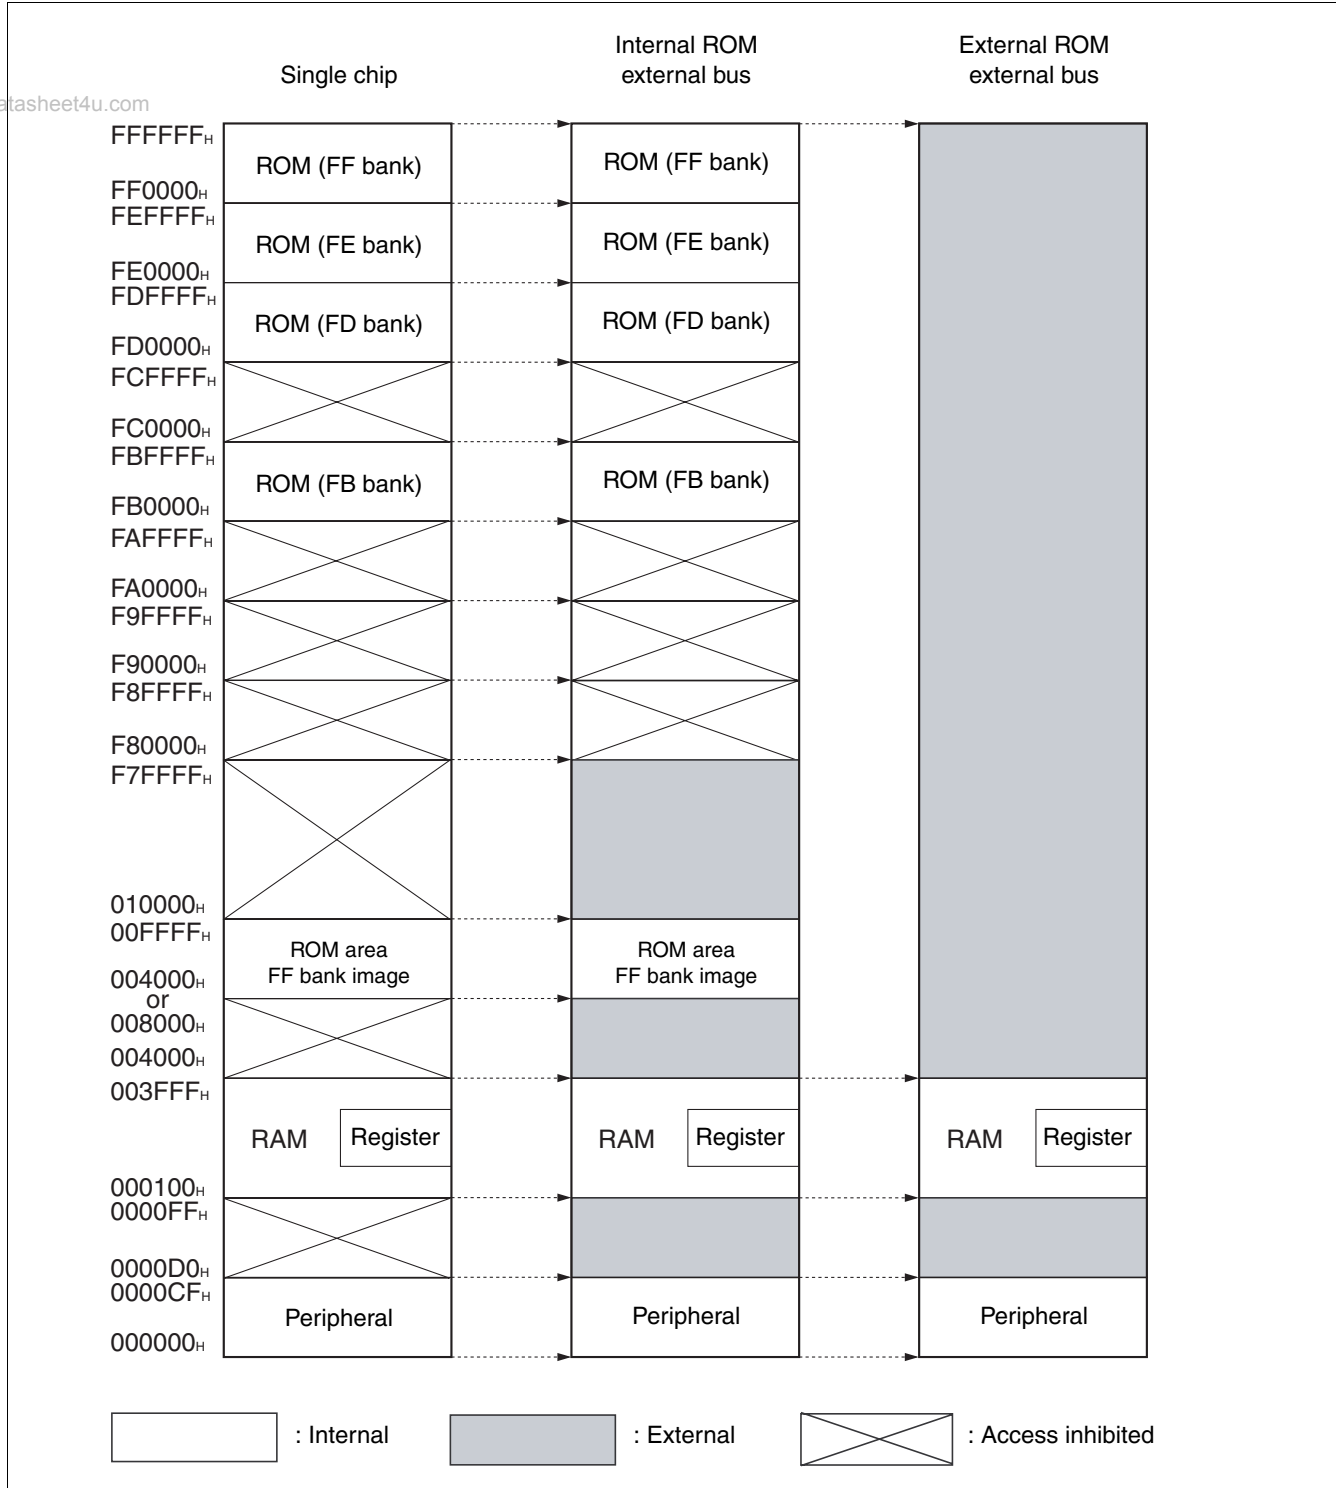 Single chip
Internal ROM
external bus
External ROM
external bus
atasheet4u.com
FFFFFFH
FF0000H
FEFFFFH
FE0000H
FDFFFFH
FD0000H
FCFFFFH
FC0000H
FBFFFFH
FB0000H
FAFFFFH
FA0000H
F9FFFFH
F90000H
F8FFFFH
F80000H
F7FFFFH
010000H
00FFFFH
004000H
or
008000H
004000H
003FFFH
000100H
0000FFH
0000D0H
0000CFH
000000H
ROM (FF bank)
ROM (FE bank)
ROM (FD bank)
ROM (FB bank)
ROM area
FF bank image
RAM
Register
Peripheral
ROM (FF bank)
ROM (FE bank)
ROM (FD bank)
ROM (FB bank)
ROM area
FF bank image
RAM
Register
Peripheral
RAM
Register
Peripheral
: Internal
: External
: Access inhibited